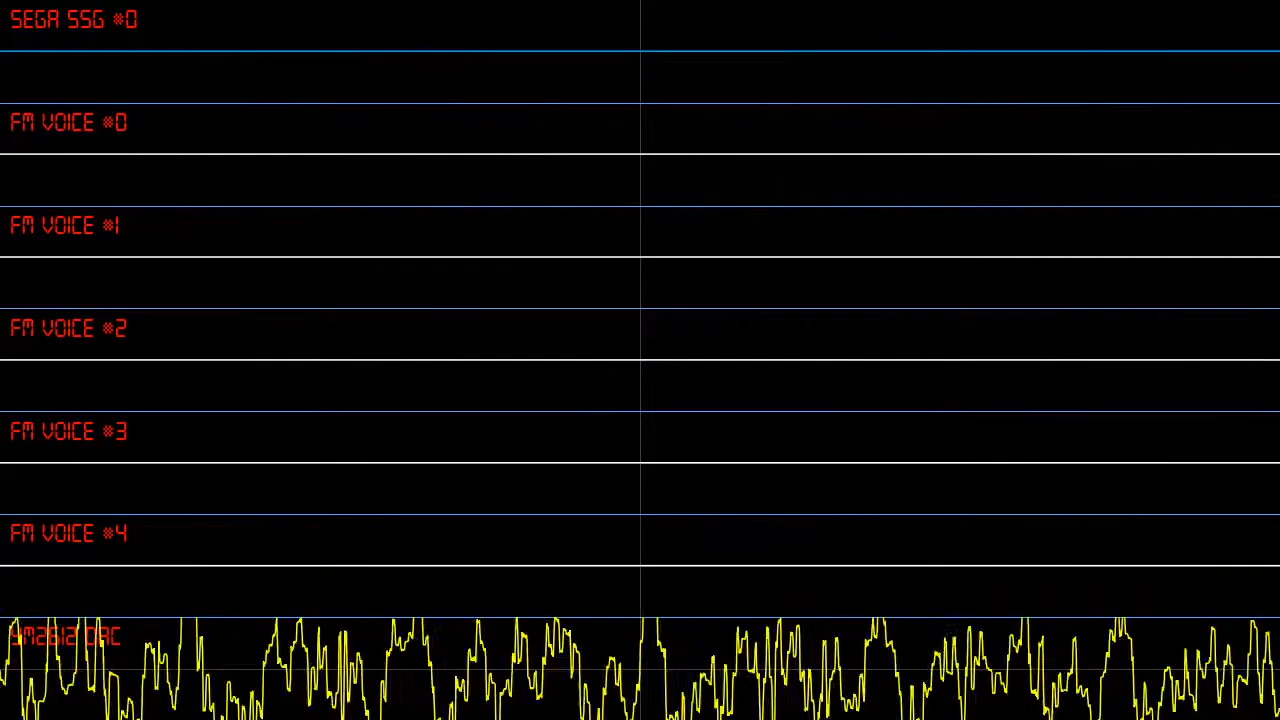 SEGA SSG #0
FM VOICE #0
FM VOICE #1
FM VOICE #2
FM VOICE #3
FM VOICE #4
YM2612 DAC